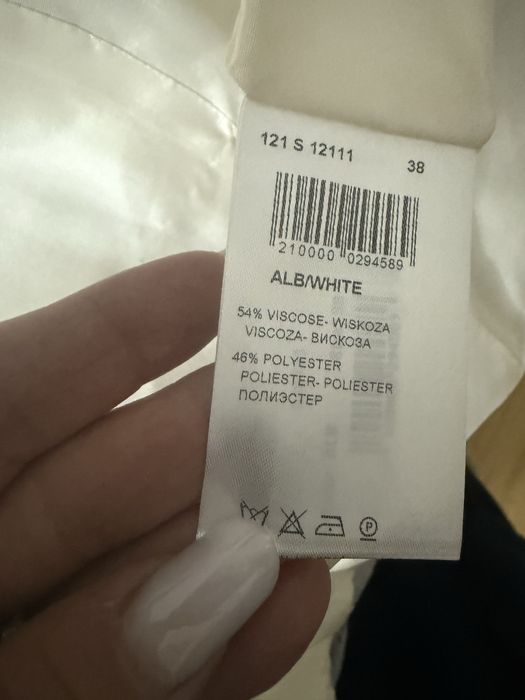 121 S 12111 38
210000 0294589
ALB/WHITE
54% VISCOSE- WISKOZA
VISCOZA- ВИСКОЗА
46% POLYESTER
POLIESTER- POLIESTER
ПОЛИЭСТЕР
P